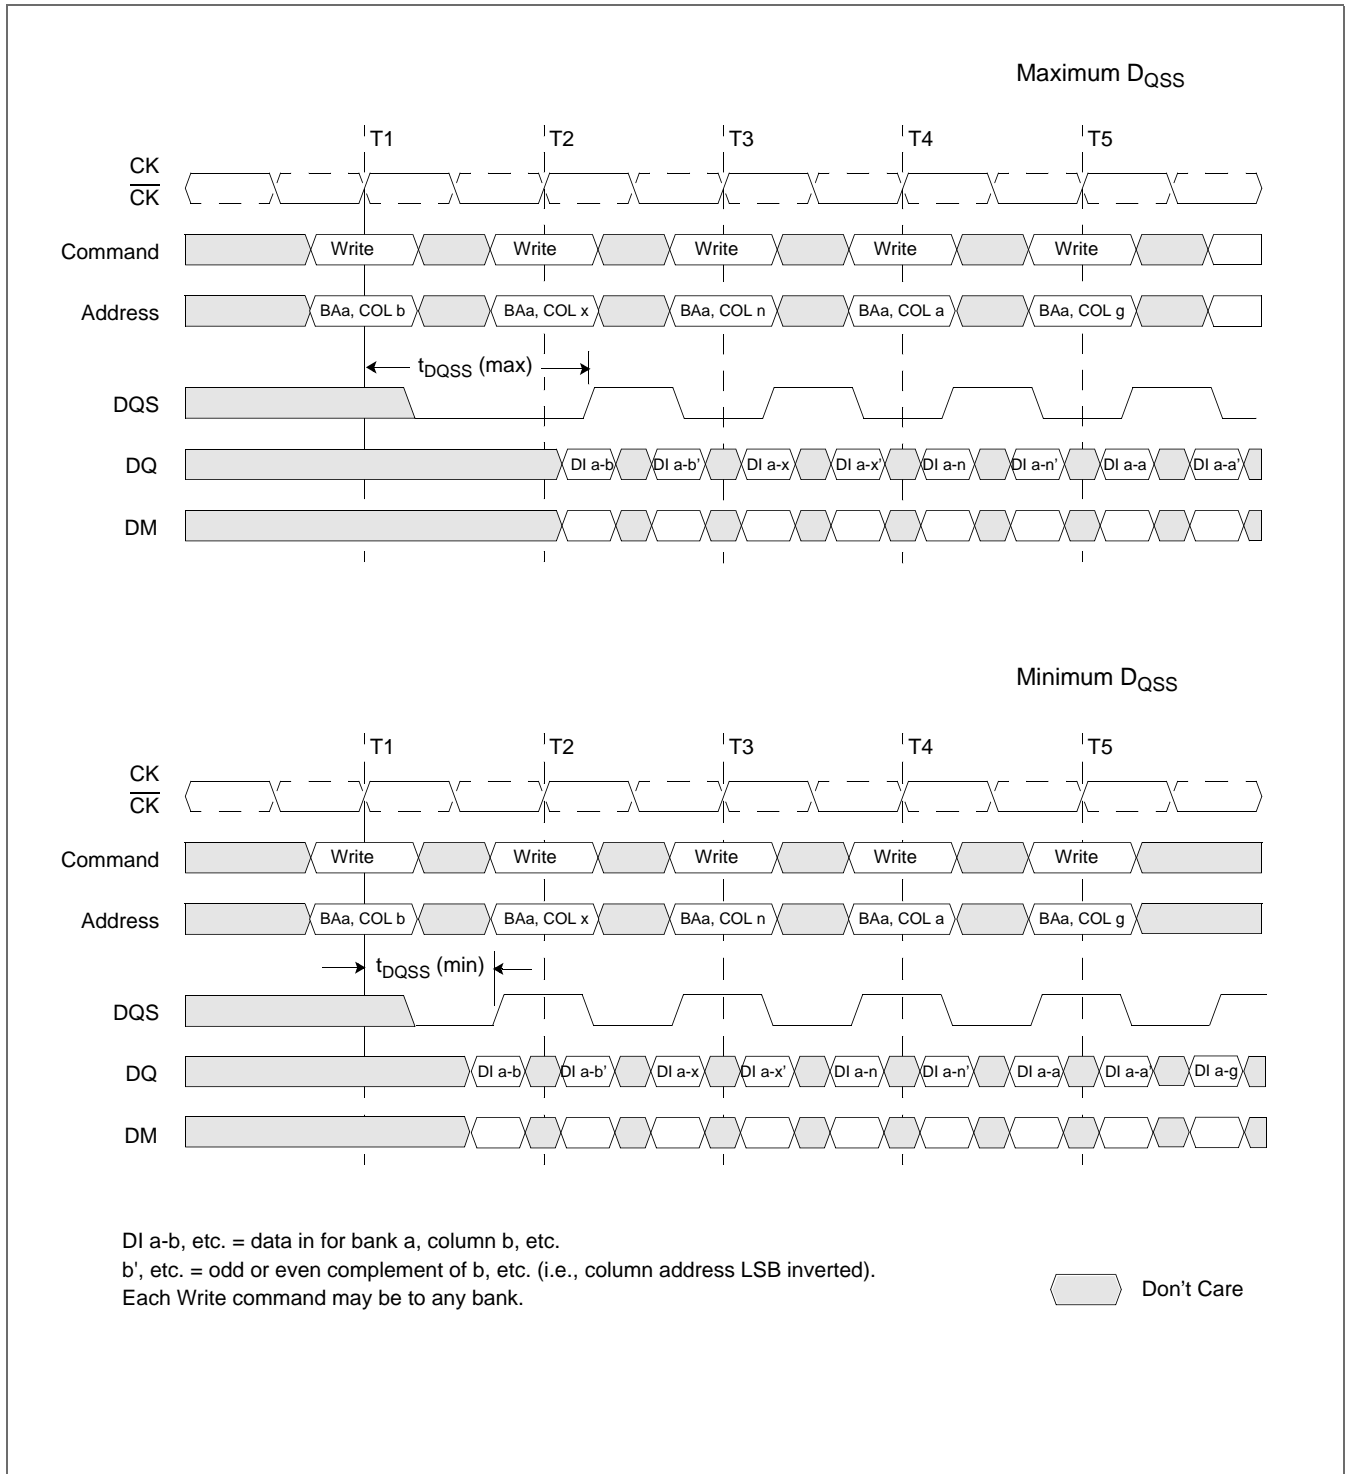 Maximum DQSS
T1 T2 T3 T4 T5
CK
CK
Command Write Write Write Write Write
Address BAa, COL b BAa, COL x BAa, COL n BAa, COL a BAa, COL g
tDQSS (max)
DQS
DQ DI a-b DI a-b’ DI a-x DI a-x’ DI a-n DI a-n’ DI a-a DI a-a’
DM
Minimum DQSS
T1 T2 T3 T4 T5
CK
CK
Command Write Write Write Write Write
Address BAa, COL b BAa, COL x BAa, COL n BAa, COL a BAa, COL g
tDQSS (min)
DQS
DQ DI a-b DI a-b’ DI a-x DI a-x’ DI a-n DI a-n’ DI a-a DI a-a’ DI a-g
DM
DI a-b, etc. = data in for bank a, column b, etc.
b', etc. = odd or even complement of b, etc. (i.e., column address LSB inverted).
Each Write command may be to any bank.
Don't Care